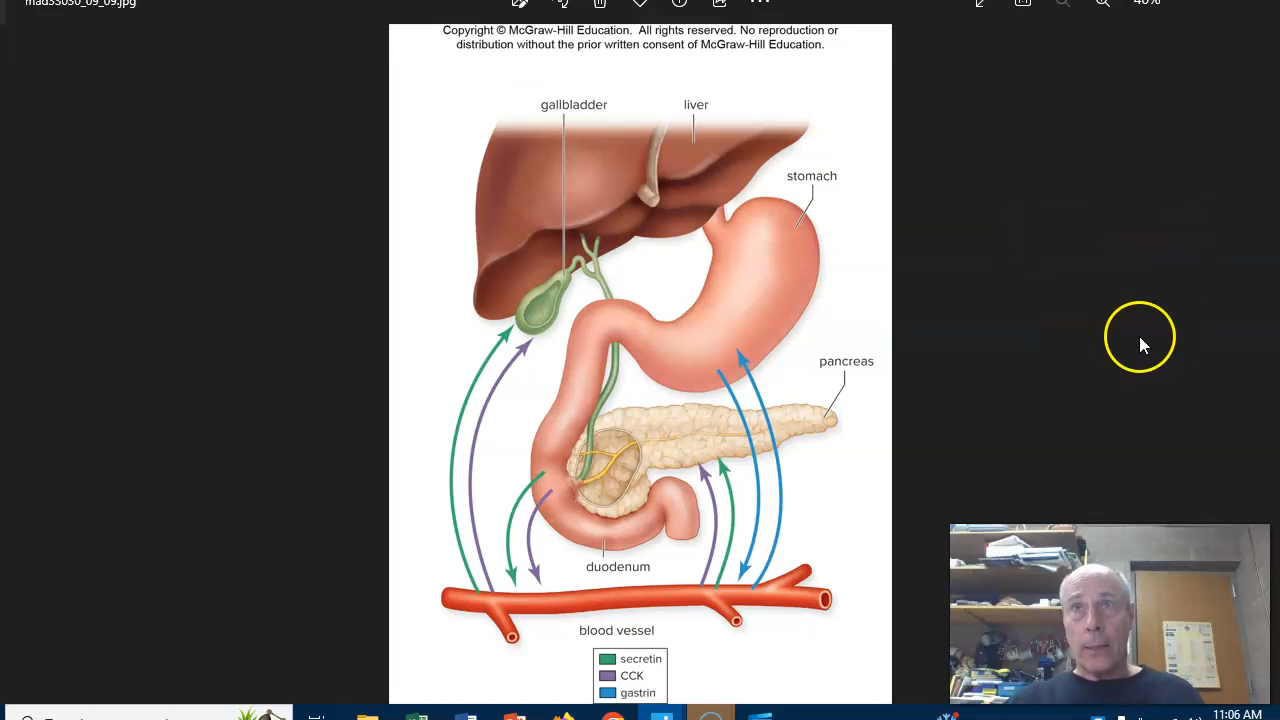 mad33030_09_09.jpg
40%
Copyright © McGraw-Hill Education. All rights reserved. No reproduction or
distribution without the prior written consent of McGraw-Hill Education.
gallbladder
liver
stomach
pancreas
duodenum
blood vessel
secretin
CCK
gastrin
11:06 AM